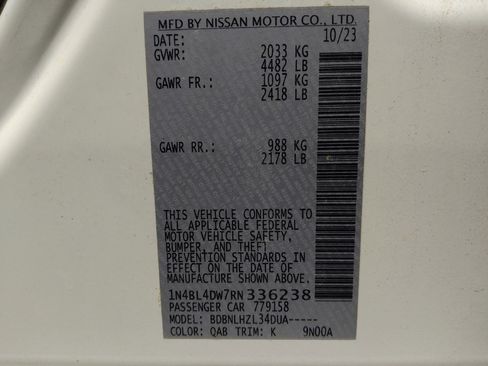 MFD BY NISSAN MOTOR CO., LTD.
DATE: 10/23
GVWR: 2033 KG
4482 LB
GAWR FR.: 1097 KG
2418 LB
GAWR RR.: 988 KG
2178 LB
THIS VEHICLE CONFORMS TO
ALL APPLICABLE FEDERAL
MOTOR VEHICLE SAFETY,
BUMPER, AND THEFT
PREVENTION STANDARDS IN
EFFECT ON THE DATE OF
MANUFACTURE SHOWN ABOVE.
1N4BL4DW7RN336238
PASSENGER CAR 779158
MODEL: BDBNLHZL34DUA-----
COLOR: QAB TRIM: K 9N00A